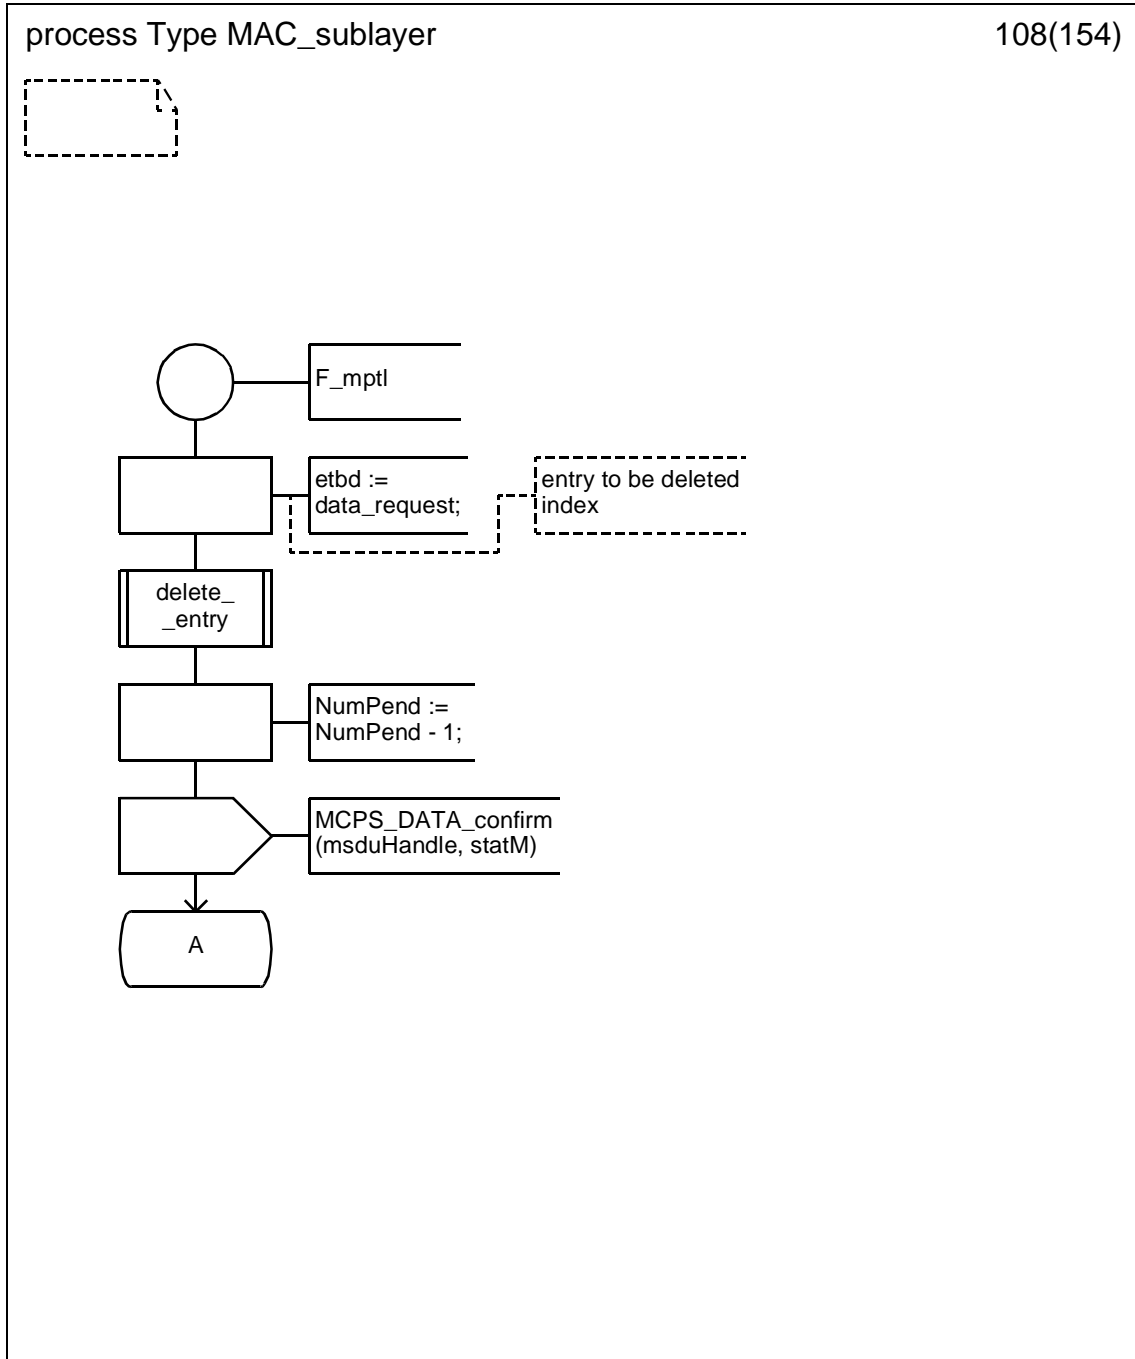 process Type MAC_sublayer
108(154)
F_mptl
etbd :=
data_request;
entry to be deleted
index
delete_
_entry
NumPend :=
NumPend - 1;
MCPS_DATA_confirm
(msduHandle, statM)
A